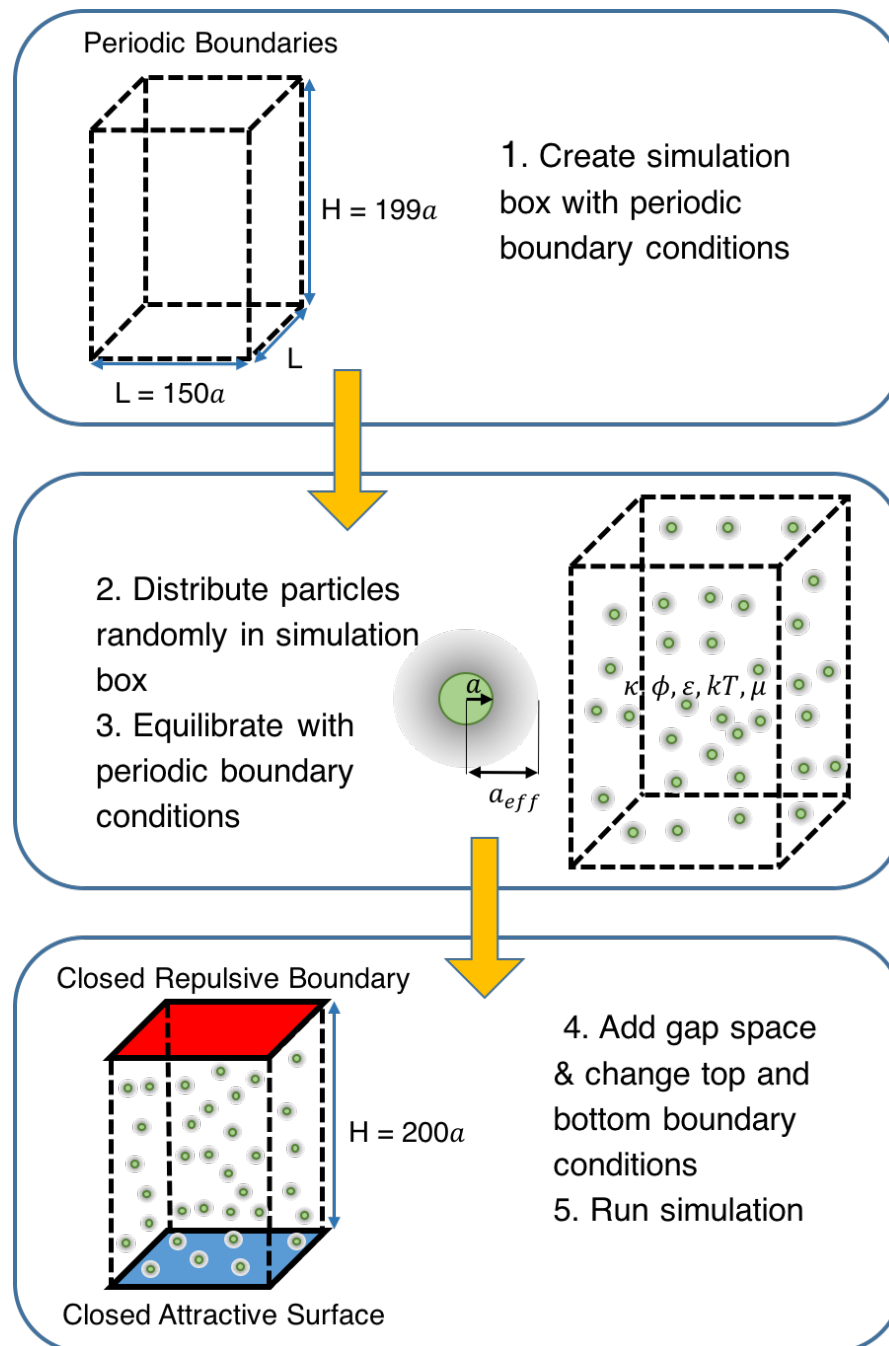 Periodic Boundaries
H = 199a
L
L = 150a
1. Create simulation
box with periodic
boundary conditions
2. Distribute particles
randomly in simulation
box
3. Equilibrate with
periodic boundary
conditions
a
a_eff
κ, ϕ, ε, kT, μ
Closed Repulsive Boundary
H = 200a
Closed Attractive Surface
4. Add gap space
& change top and
bottom boundary
conditions
5. Run simulation